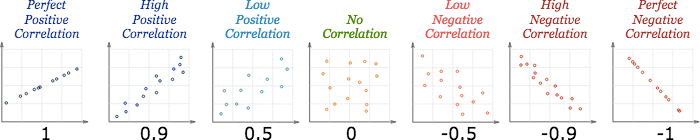 Perfect
Positive
Correlation
High
Positive
Correlation
Low
Positive
Correlation
No
Correlation
Low
Negative
Correlation
High
Negative
Correlation
Perfect
Negative
Correlation
1
0.9
0.5
0
-0.5
-0.9
-1